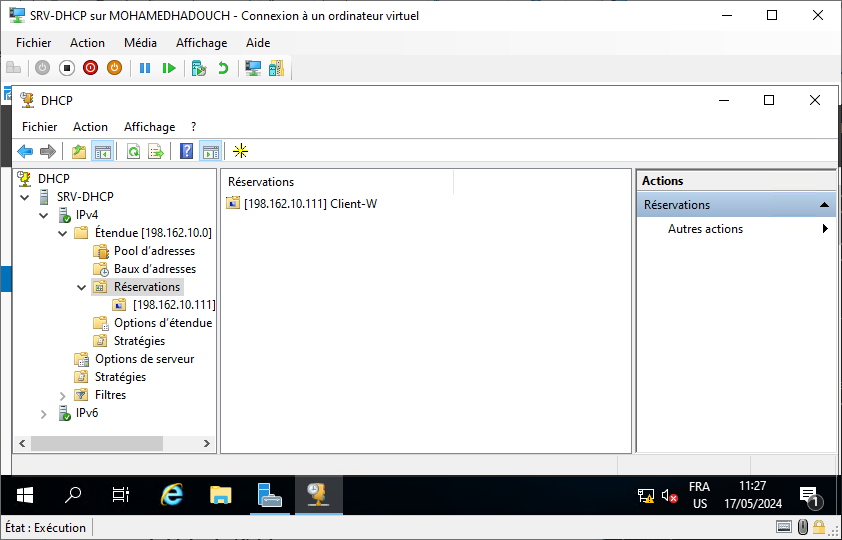 SRV-DHCP sur MOHAMEDHADOUCH - Connexion à un ordinateur virtuel
Fichier Action Média Affichage Aide
DHCP
Fichier Action Affichage ?
DHCP
SRV-DHCP
IPv4
Étendue [198.162.10.0]
Pool d'adresses
Baux d'adresses
Réservations
[198.162.10.111]
Options d'étendue
Stratégies
Options de serveur
Stratégies
Filtres
IPv6
Réservations
[198.162.10.111] Client-W
Actions
Réservations
Autres actions
FRA
US
11:27
17/05/2024
1
État : Exécution